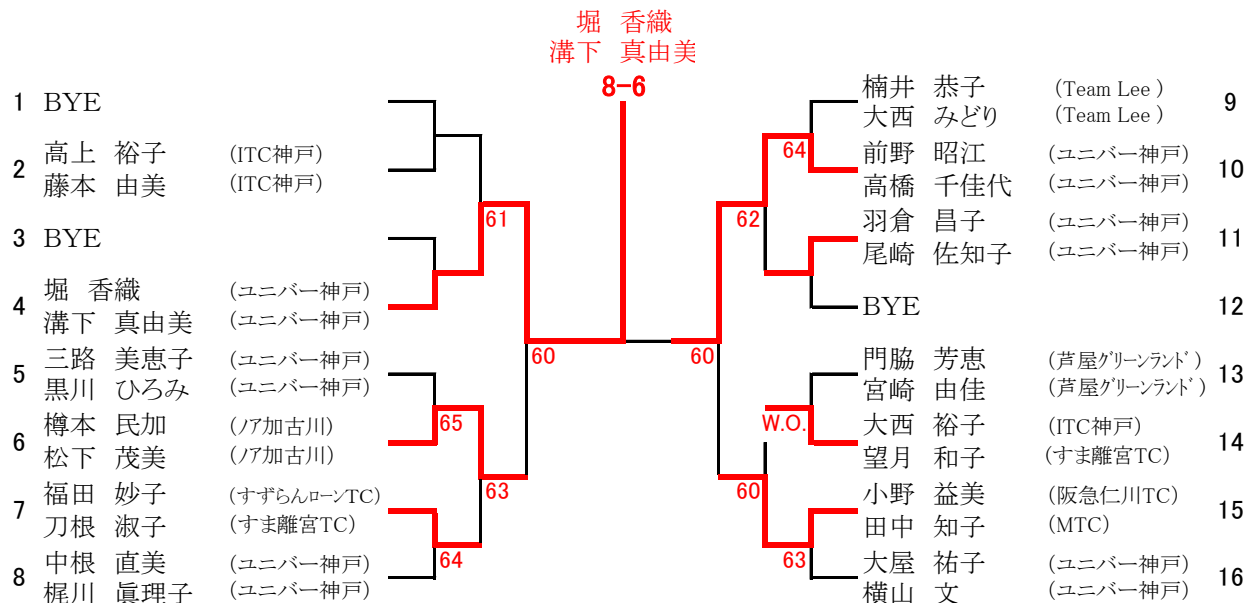 堀 香織
溝下 真由美
8-6
1 BYE
2 高上 裕子 (ITC神戸)
藤本 由美 (ITC神戸)
3 BYE
4 堀 香織 (ユニバー神戸)
溝下 真由美 (ユニバー神戸)
5 三路 美恵子 (ユニバー神戸)
黒川 ひろみ (ユニバー神戸)
6 樽本 民加 (ノア加古川)
松下 茂美 (ノア加古川)
7 福田 妙子 (すずらんローンTC)
刀根 淑子 (すま離宮TC)
8 中根 直美 (ユニバー神戸)
梶川 眞理子 (ユニバー神戸)
61
65
63
64
60
楠井 恭子 (Team Lee ) 9
大西 みどり (Team Lee )
前野 昭江 (ユニバー神戸) 10
高橋 千佳代 (ユニバー神戸)
羽倉 昌子 (ユニバー神戸) 11
尾崎 佐知子 (ユニバー神戸)
BYE 12
門脇 芳恵 (芦屋グリーンランド) 13
宮崎 由佳 (芦屋グリーンランド)
大西 裕子 (ITC神戸) 14
望月 和子 (すま離宮TC)
小野 益美 (阪急仁川TC) 15
田中 知子 (MTC)
大屋 祐子 (ユニバー神戸) 16
横山 文 (ユニバー神戸)
64
62
60
W.O.
60
63